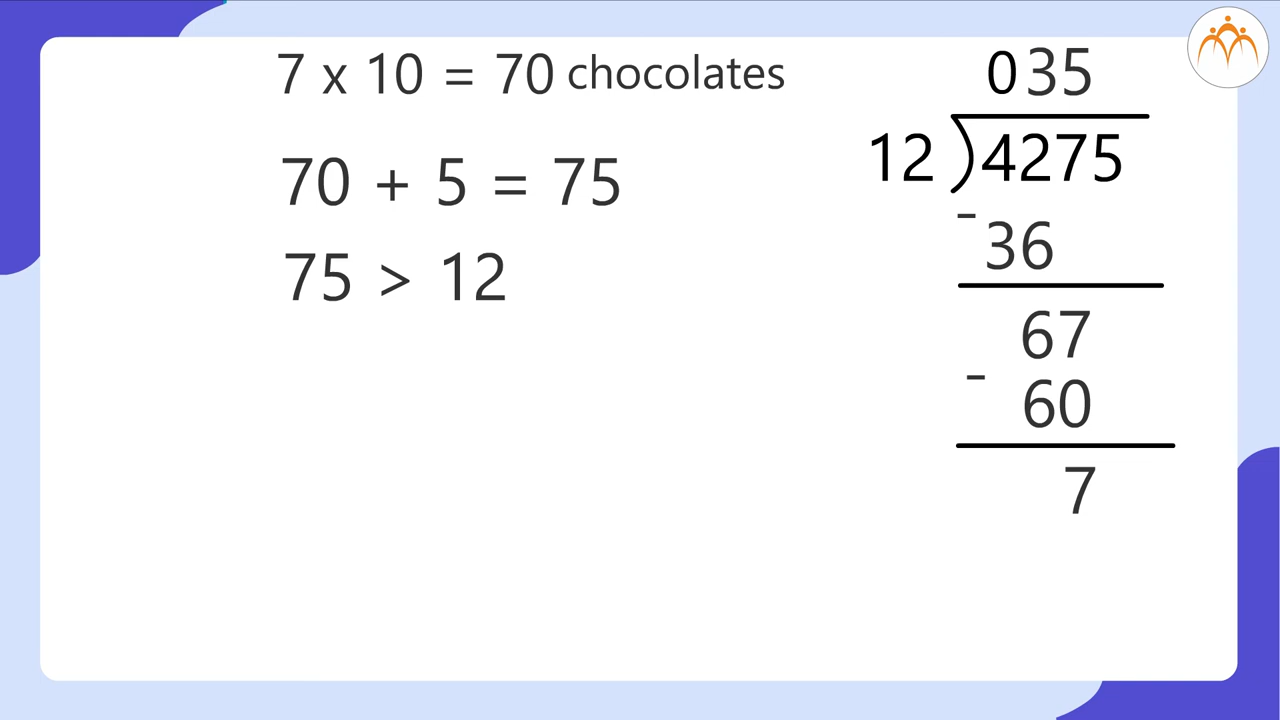 7 x 10 = 70 chocolates
70 + 5 = 75
75 > 12
035
12 ) 4275
- 36
67
- 60
7